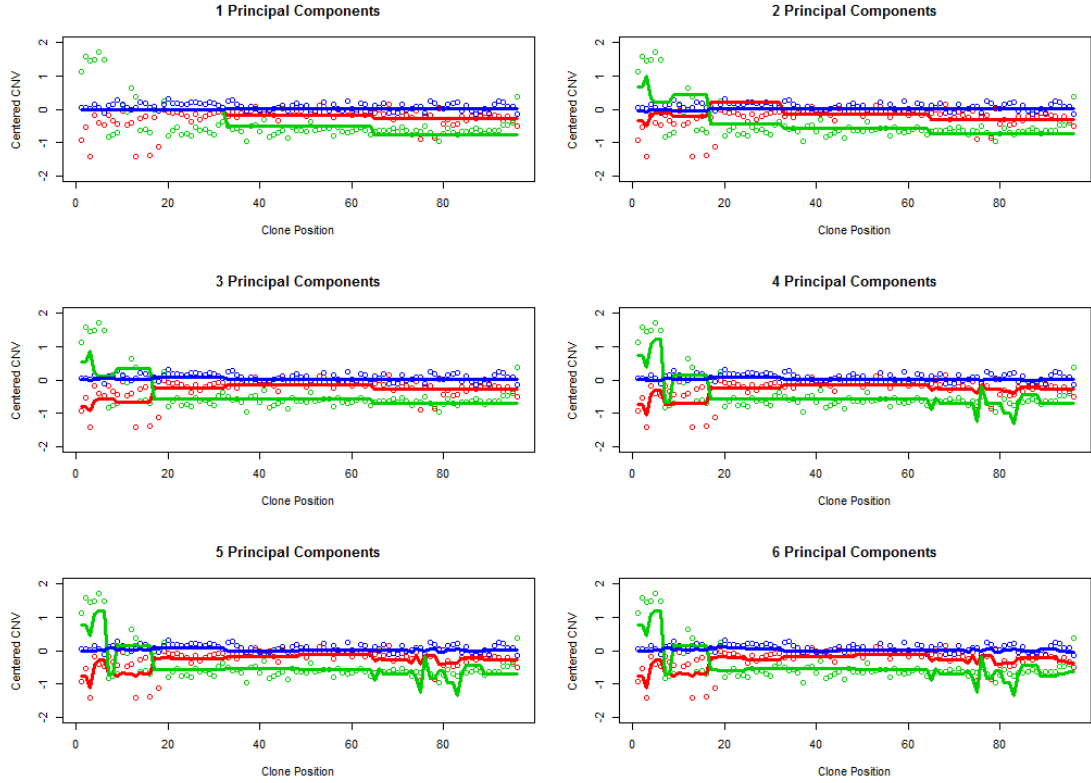 1 Principal Components
Centered CNV
2
1
0
-1
-2
0 20 40 60 80
Clone Position
2 Principal Components
Centered CNV
2
1
0
-1
-2
0 20 40 60 80
Clone Position
3 Principal Components
Centered CNV
2
1
0
-1
-2
0 20 40 60 80
Clone Position
4 Principal Components
Centered CNV
2
1
0
-1
-2
0 20 40 60 80
Clone Position
5 Principal Components
Centered CNV
2
1
0
-1
-2
0 20 40 60 80
Clone Position
6 Principal Components
Centered CNV
2
1
0
-1
-2
0 20 40 60 80
Clone Position